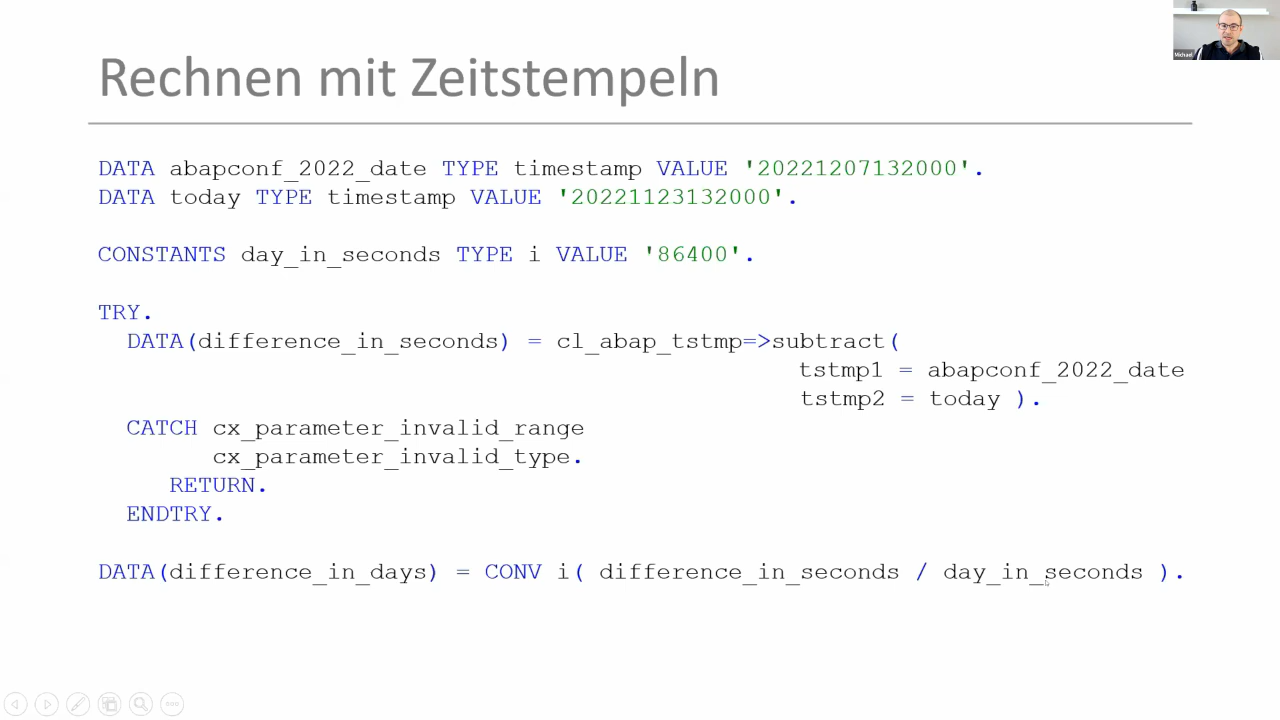 Rechnen mit Zeitstempeln
Michael
DATA abapconf_2022_date TYPE timestamp VALUE '20221207132000'.
DATA today TYPE timestamp VALUE '20221123132000'.
CONSTANTS day_in_seconds TYPE i VALUE '86400'.
TRY.
DATA(difference_in_seconds) = cl_abap_tstmp=>subtract(
tstmp1 = abapconf_2022_date
tstmp2 = today ).
CATCH cx_parameter_invalid_range
cx_parameter_invalid_type.
RETURN.
ENDTRY.
DATA(difference_in_days) = CONV i( difference_in_seconds / day_in_seconds ).